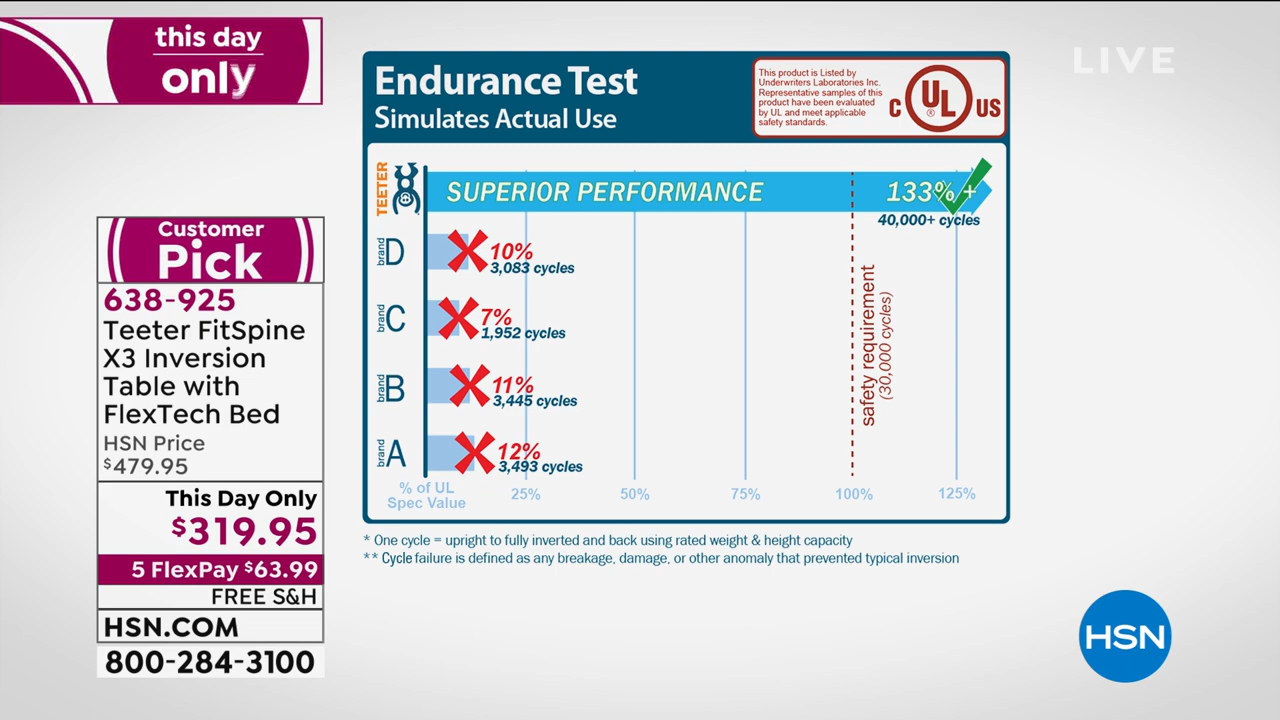 this day
only
LIVE
Endurance Test
Simulates Actual Use
This product is Listed by
Underwriters Laboratories Inc.
Representative samples of this
product have been evaluated
by UL and meet applicable
safety standards.
C UL ® US
TEETER
SUPERIOR PERFORMANCE
133% +
40,000+ cycles
brand D
10%
3,083 cycles
brand C
7%
1,952 cycles
brand B
11%
3,445 cycles
brand A
12%
3,493 cycles
safety requirement
(30,000 cycles)
% of UL
Spec Value
25% 50% 75% 100% 125%
* One cycle = upright to fully inverted and back using rated weight & height capacity
** Cycle failure is defined as any breakage, damage, or other anomaly that prevented typical inversion
Customer
Pick
638-925
Teeter FitSpine
X3 Inversion
Table with
FlexTech Bed
HSN Price
$479.95
This Day Only
$319.95
5 FlexPay $63.99
FREE S&H
HSN.COM
800-284-3100
HSN